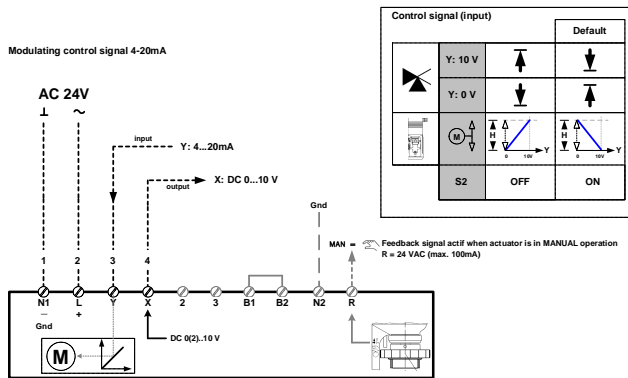 Modulating control signal 4-20mA
Control signal (input)
Default
Y: 10 V
Y: 0 V
M
H
0
10V
Y
H
0
10V
Y
S2
OFF
ON
AC 24V
⊥
~
input
Y: 4...20mA
output
X: DC 0...10 V
Gnd
MAN =
Feedback signal actif when actuator is in MANUAL operation
R = 24 VAC (max. 100mA)
1
2
3
4
N1
L
Y
X
2
3
B1
B2
N2
R
–
+
Gnd
DC 0(2)..10 V
M